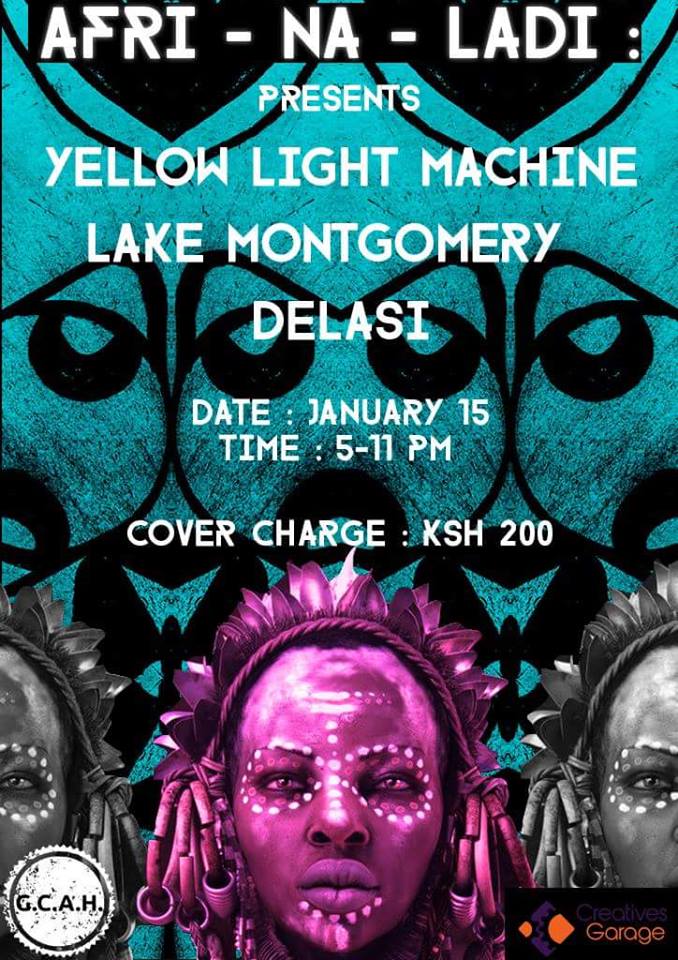 AFRI - NA - LADI :
PRESENTS
YELLOW LIGHT MACHINE
LAKE MONTGOMERY
DELASI
DATE : JANUARY 15
TIME : 5-11 PM
COVER CHARGE : KSH 200
G.C.A.H.
Creatives
Garage